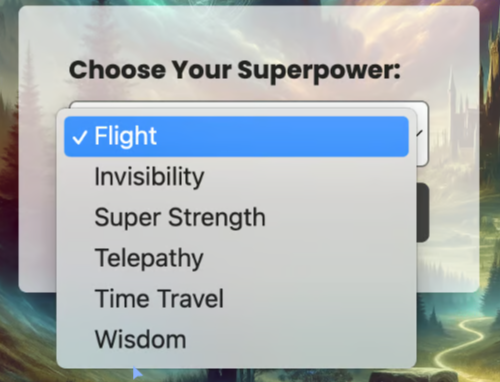 Choose Your Superpower:
Flight
Invisibility
Super Strength
Telepathy
Time Travel
Wisdom